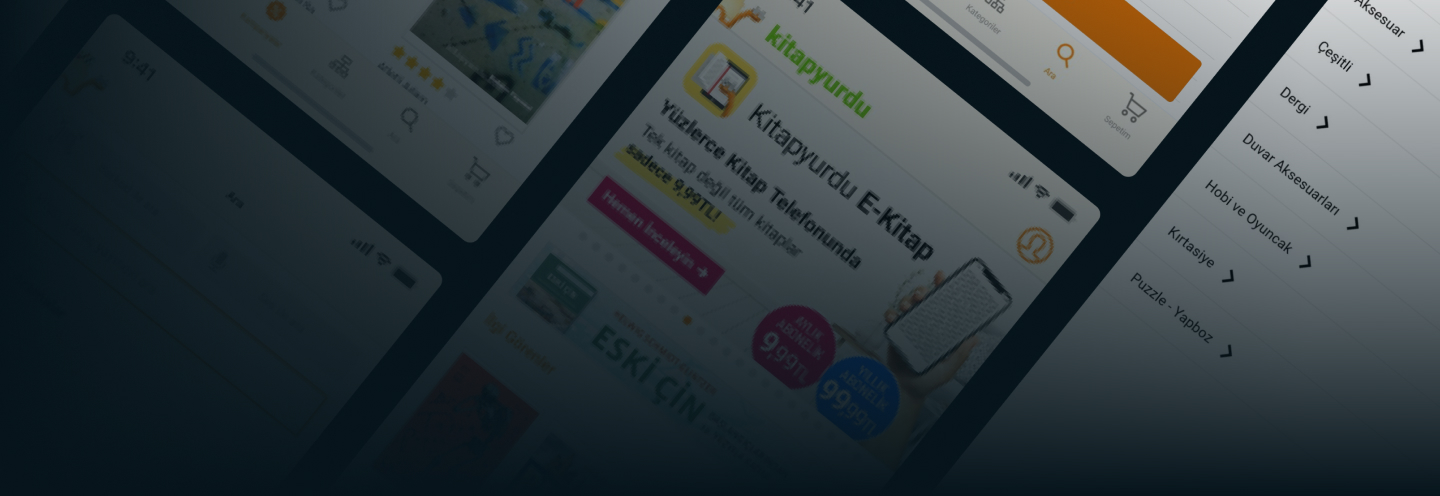 9:41
Ara
Kategoriler
Ara
Sepetim
kitapyurdu
Kitapyurdu E-Kitap
Yüzlerce Kitap Telefonunda
Tek kitap değil tüm kitaplar
sadece 9,99TL!
Hemen İnceleyin →
AYLIK
ABONELİK
9,99TL
YILLIK
ABONELİK
99,99TL
ESKİ ÇİN
İlgi Görenler
Aksesuar
Çeşitli
Dergi
Duvar Aksesuarları
Hobi ve Oyuncak
Kırtasiye
Puzzle - Yapboz